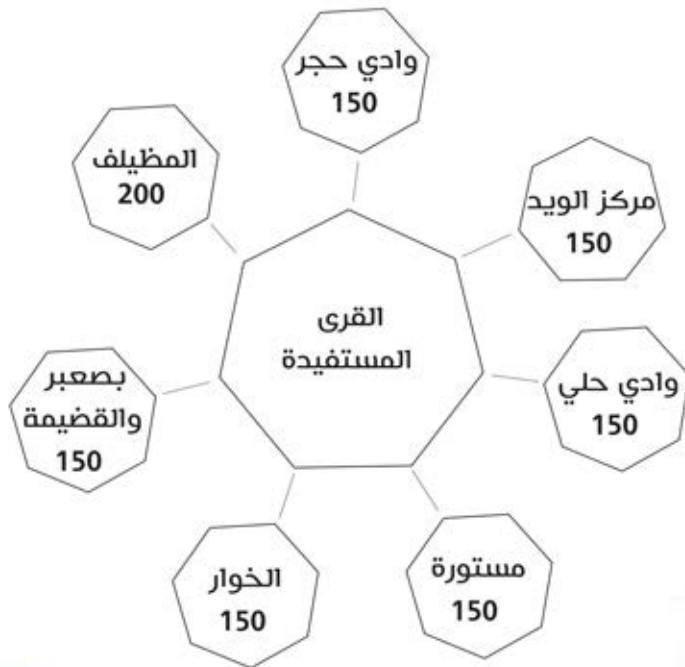 القرى
المستفيدة
وادي حجر
150
مركز الويد
150
وادي حلي
150
مستورة
150
الخوار
150
بصعبر
والقضيمة
150
المظيلف
200